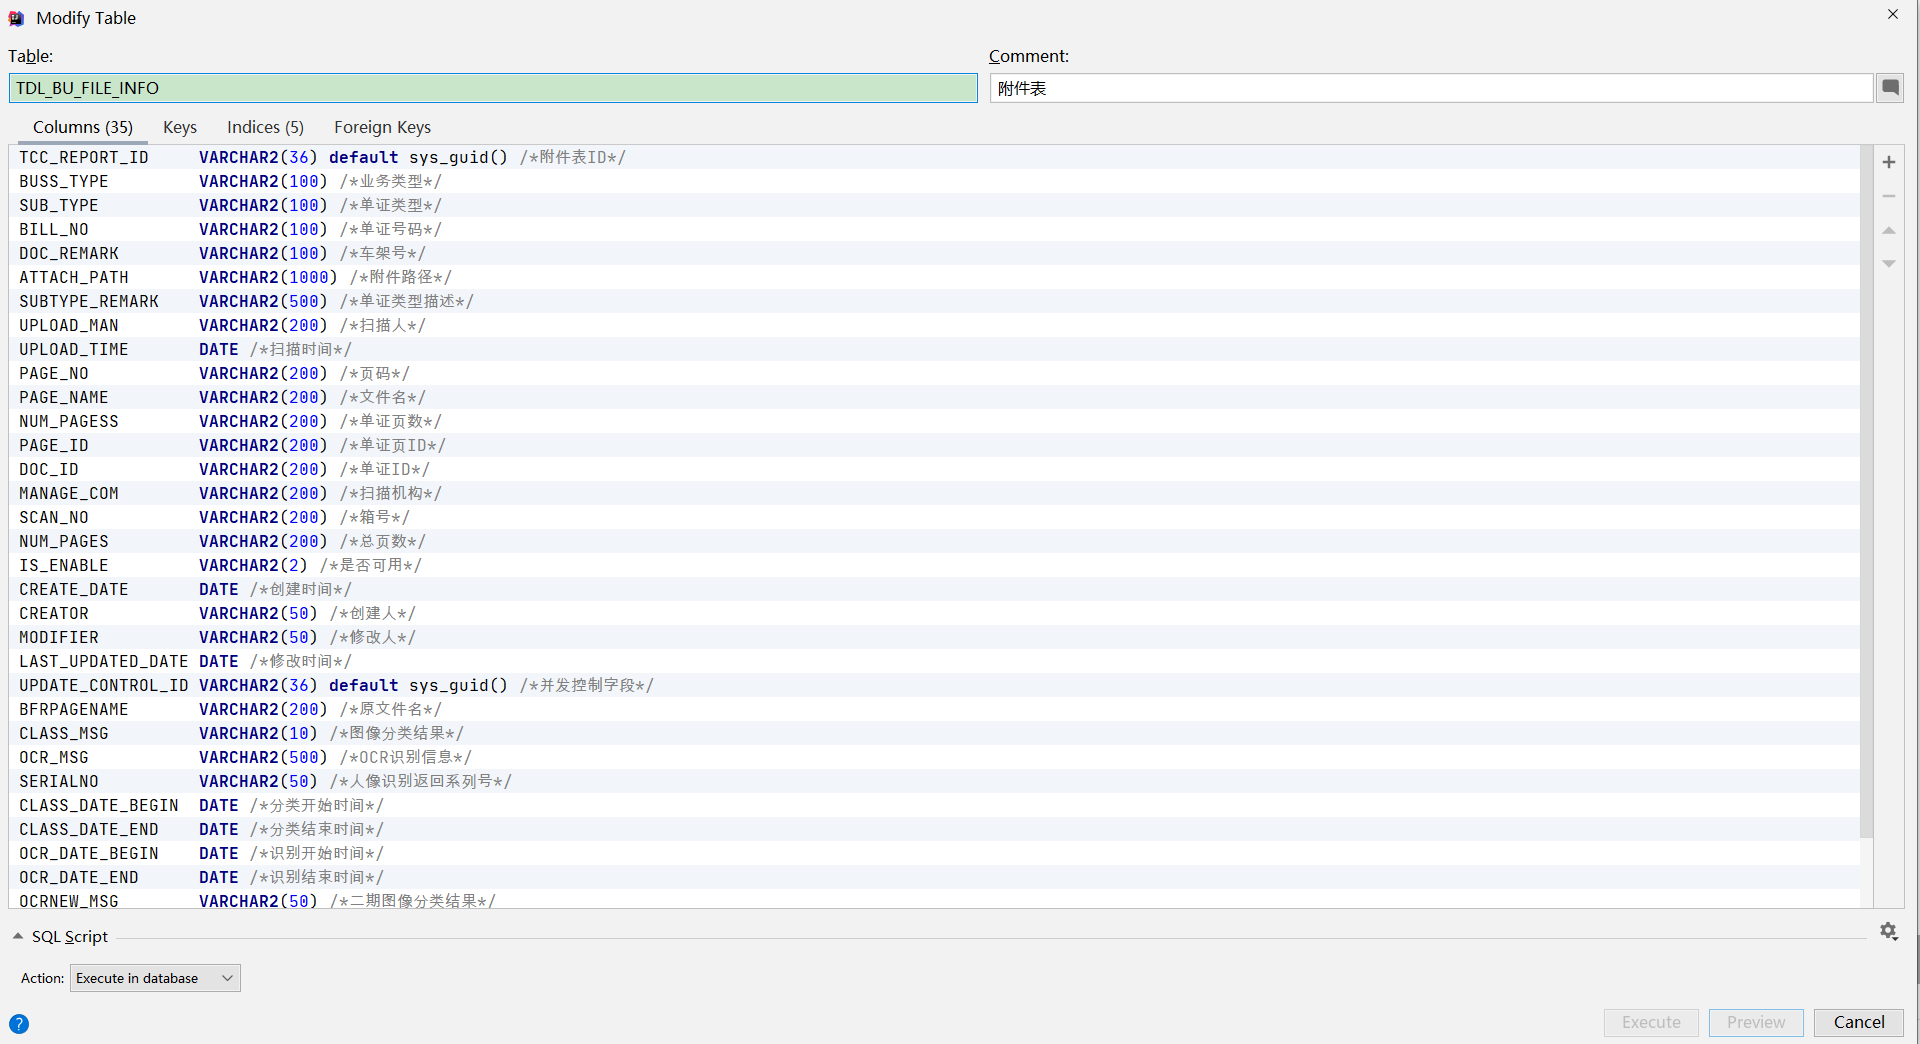 Modify Table
Table:
Comment:
TDL_BU_FILE_INFO
附件表
Columns (35) Keys Indices (5) Foreign Keys
TCC_REPORT_ID VARCHAR2(36) default sys_guid() /*附件表ID*/
BUSS_TYPE VARCHAR2(100) /*业务类型*/
SUB_TYPE VARCHAR2(100) /*单证类型*/
BILL_NO VARCHAR2(100) /*单证号码*/
DOC_REMARK VARCHAR2(100) /*车架号*/
ATTACH_PATH VARCHAR2(1000) /*附件路径*/
SUBTYPE_REMARK VARCHAR2(500) /*单证类型描述*/
UPLOAD_MAN VARCHAR2(200) /*扫描人*/
UPLOAD_TIME DATE /*扫描时间*/
PAGE_NO VARCHAR2(200) /*页码*/
PAGE_NAME VARCHAR2(200) /*文件名*/
NUM_PAGESS VARCHAR2(200) /*单证页数*/
PAGE_ID VARCHAR2(200) /*单证页ID*/
DOC_ID VARCHAR2(200) /*单证ID*/
MANAGE_COM VARCHAR2(200) /*扫描机构*/
SCAN_NO VARCHAR2(200) /*箱号*/
NUM_PAGES VARCHAR2(200) /*总页数*/
IS_ENABLE VARCHAR2(2) /*是否可用*/
CREATE_DATE DATE /*创建时间*/
CREATOR VARCHAR2(50) /*创建人*/
MODIFIER VARCHAR2(50) /*修改人*/
LAST_UPDATED_DATE DATE /*修改时间*/
UPDATE_CONTROL_ID VARCHAR2(36) default sys_guid() /*并发控制字段*/
BFRPAGENAME VARCHAR2(200) /*原文件名*/
CLASS_MSG VARCHAR2(10) /*图像分类结果*/
OCR_MSG VARCHAR2(500) /*OCR识别信息*/
SERIALNO VARCHAR2(50) /*人像识别返回系列号*/
CLASS_DATE_BEGIN DATE /*分类开始时间*/
CLASS_DATE_END DATE /*分类结束时间*/
OCR_DATE_BEGIN DATE /*识别开始时间*/
OCR_DATE_END DATE /*识别结束时间*/
OCRNEW_MSG VARCHAR2(50) /*二期图像分类结果*/
SQL Script
Action: Execute in database
? Execute Preview Cancel